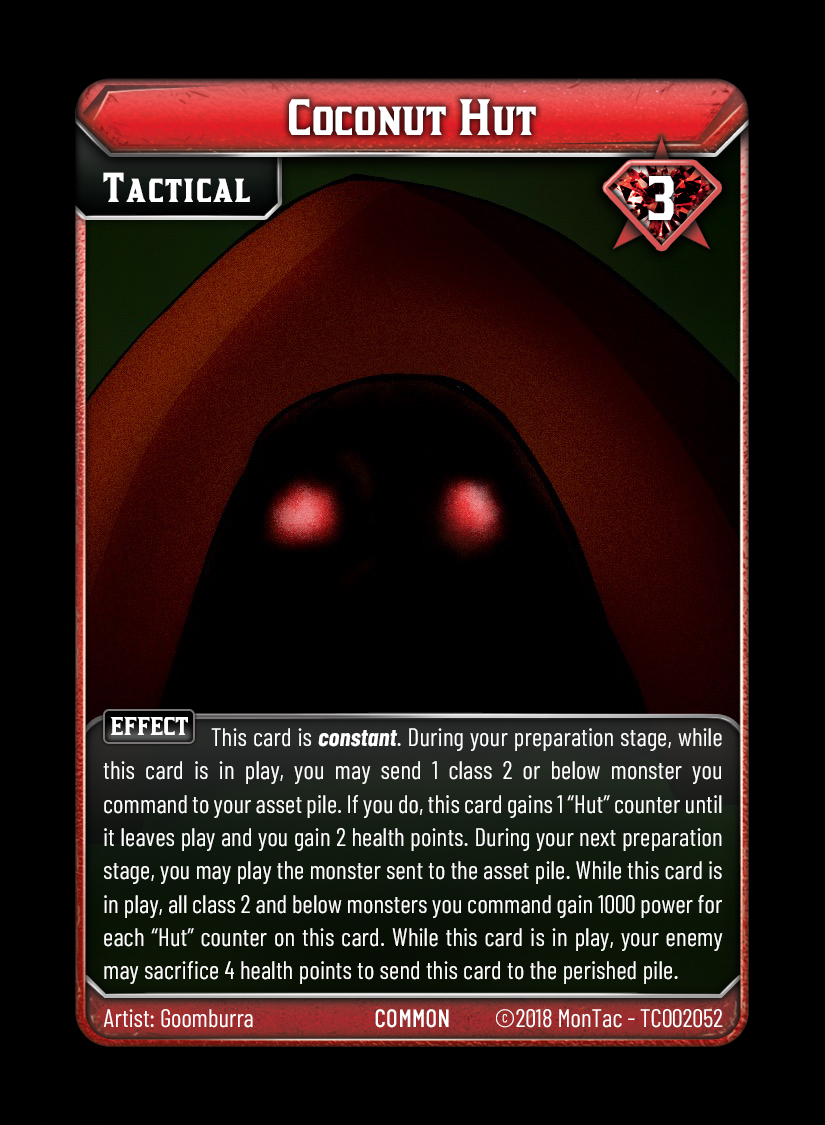 Coconut Hut
Tactical
3
EFFECT
This card is constant. During your preparation stage, while
this card is in play, you may send 1 class 2 or below monster you
command to your asset pile. If you do, this card gains 1 “Hut” counter until
it leaves play and you gain 2 health points. During your next preparation
stage, you may play the monster sent to the asset pile. While this card is
in play, all class 2 and below monsters you command gain 1000 power for
each “Hut” counter on this card. While this card is in play, your enemy
may sacrifice 4 health points to send this card to the perished pile.
Artist: Goomburra
COMMON
©2018 MonTac - TC002052